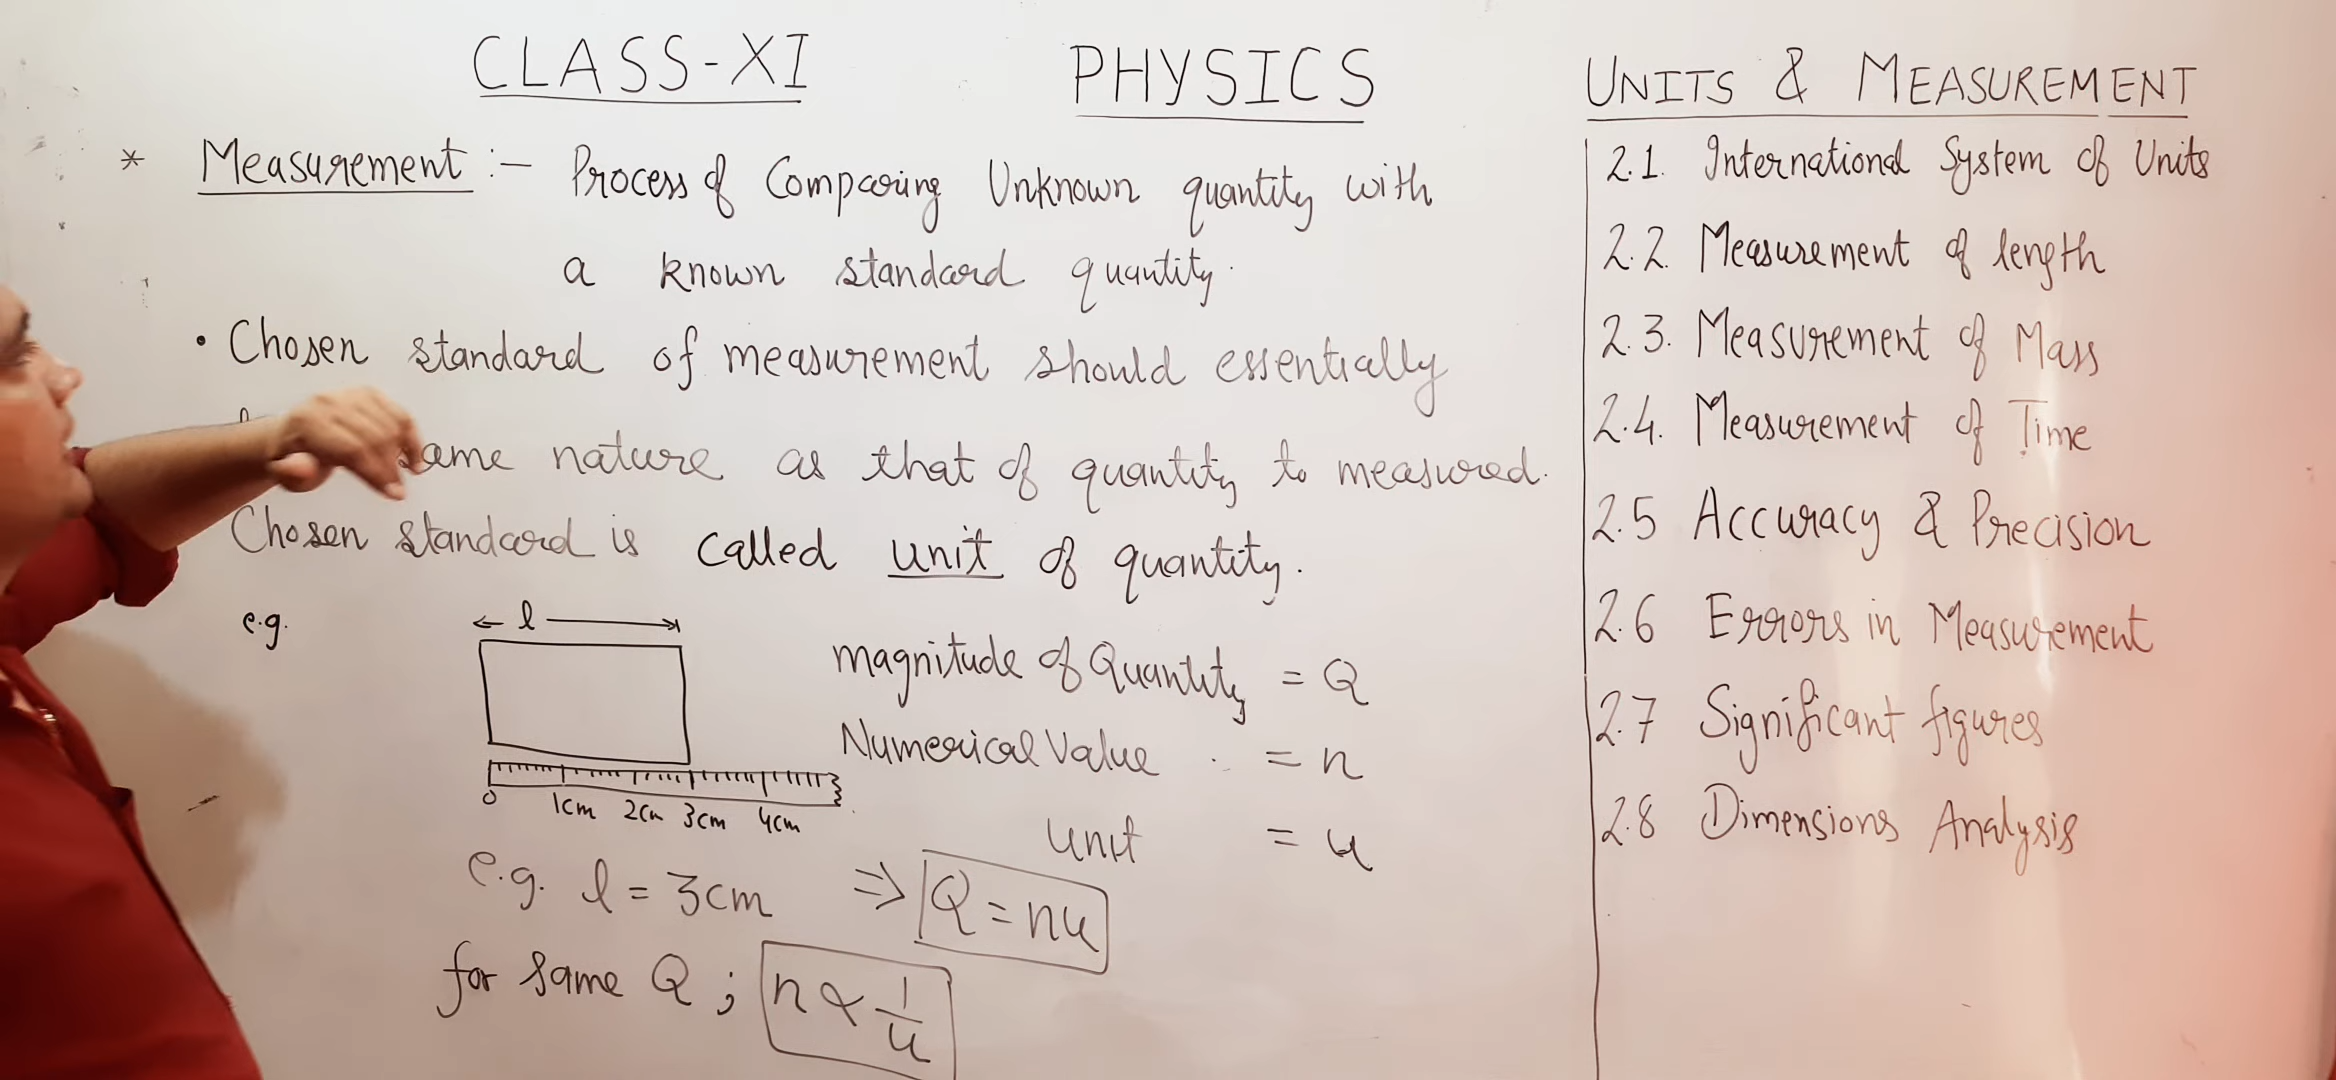 CLASS-XI
PHYSICS
UNITS & MEASUREMENT
* Measurement :- Process of Comparing Unknown quantity with
a known standard quantity.
• Chosen standard of measurement should essentially
same nature as that of quantity to measured.
Chosen standard is called unit of quantity.
e.g.
← l →
0 1cm 2cm 3cm 4cm
magnitude of Quantity = Q
Numerical Value = n
unit = u
e.g. l = 3cm ⇒ Q = nu
for same Q ; n ∝ 1/u
2.1. International System of Units
2.2. Measurement of length
2.3. Measurement of Mass
2.4. Measurement of Time
2.5 Accuracy & Precision
2.6 Errors in Measurement
2.7 Significant figures
2.8 Dimensions Analysis